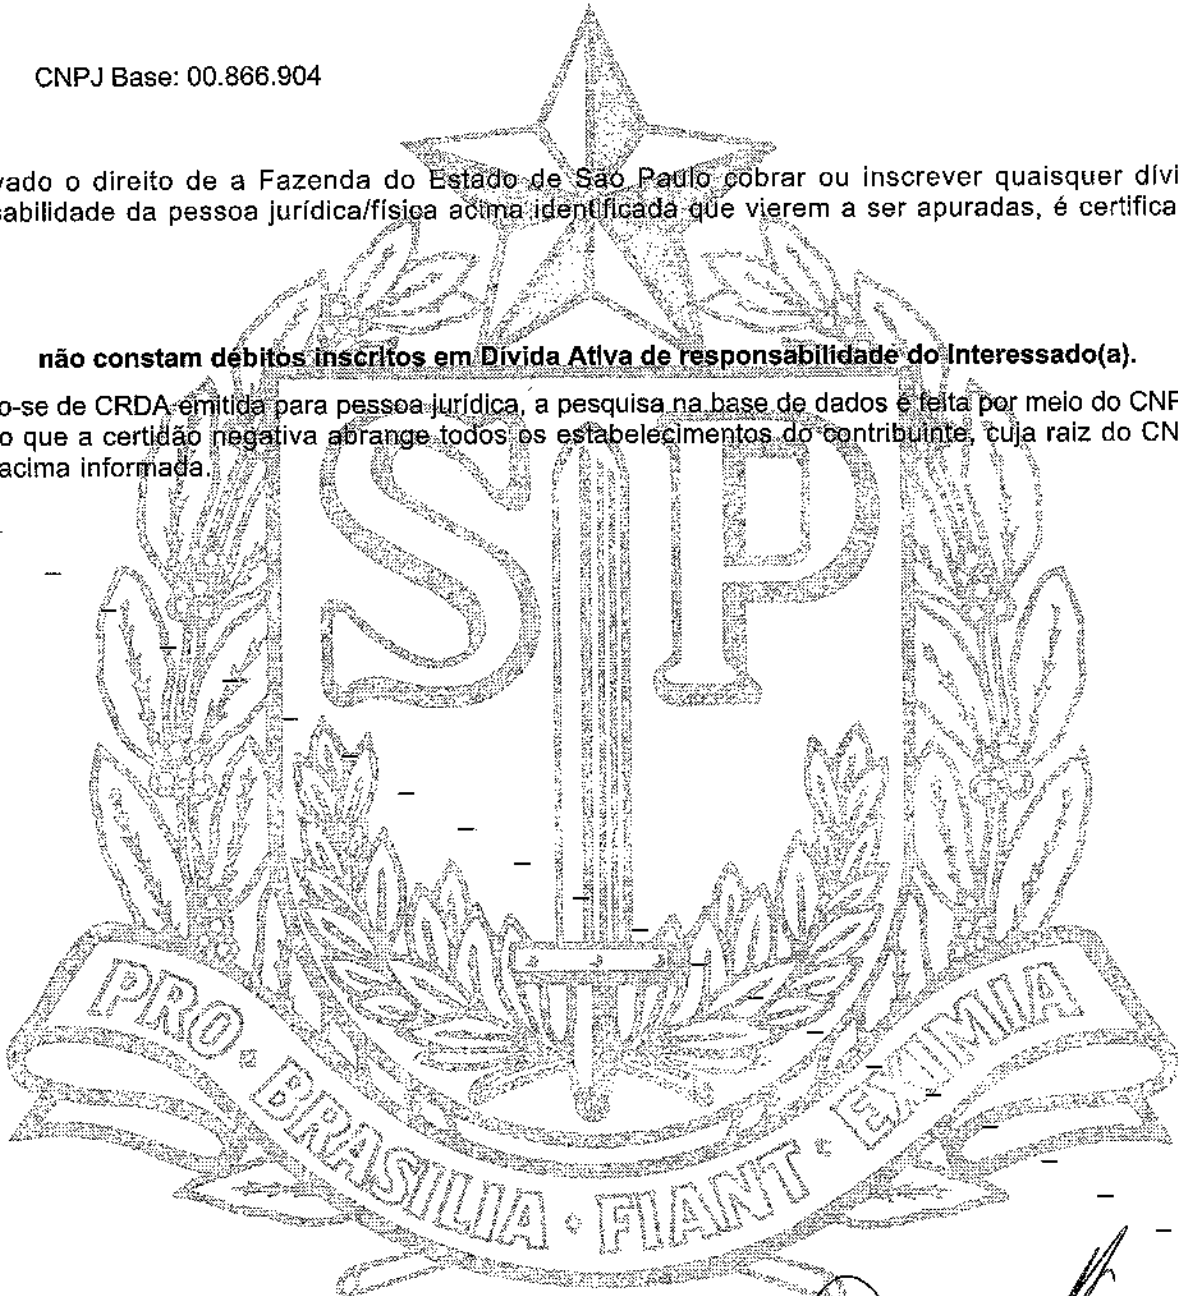 CNPJ Base: 00.866.904
vado o direito de a Fazenda do Estado de São Paulo cobrar ou inscrever quaisquer dívi
sabilidade da pessoa jurídica/física acima identificada que vierem a ser apuradas, é certifica
não constam débitos inscritos em Dívida Ativa de responsabilidade do Interessado(a).
o-se de CRDA emitida para pessoa jurídica, a pesquisa na base de dados é feita por meio do CNP
o que a certidão negativa abrange todos os estabelecimentos do contribuinte, cuja raiz do CN
acima informada.
SP
PRO · BRASILIA · FIANT · EXIMIA